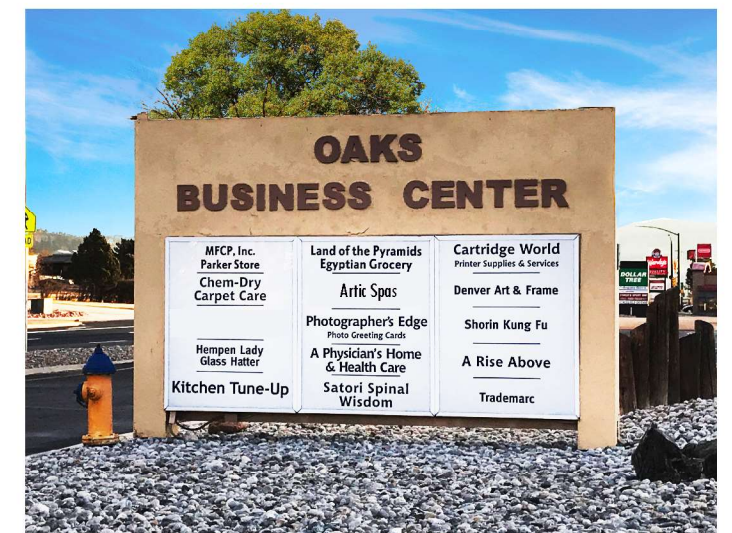 OAKS
BUSINESS CENTER
MFCP, Inc.
Parker Store
Chem-Dry
Carpet Care
Hempen Lady
Glass Hatter
Kitchen Tune-Up
Land of the Pyramids
Egyptian Grocery
Artic Spas
Photographer's Edge
Photo Greeting Cards
A Physician's Home
& Health Care
Satori Spinal
Wisdom
Cartridge World
Printer Supplies & Services
Denver Art & Frame
Shorin Kung Fu
A Rise Above
Trademarc
DOLLAR
TREE